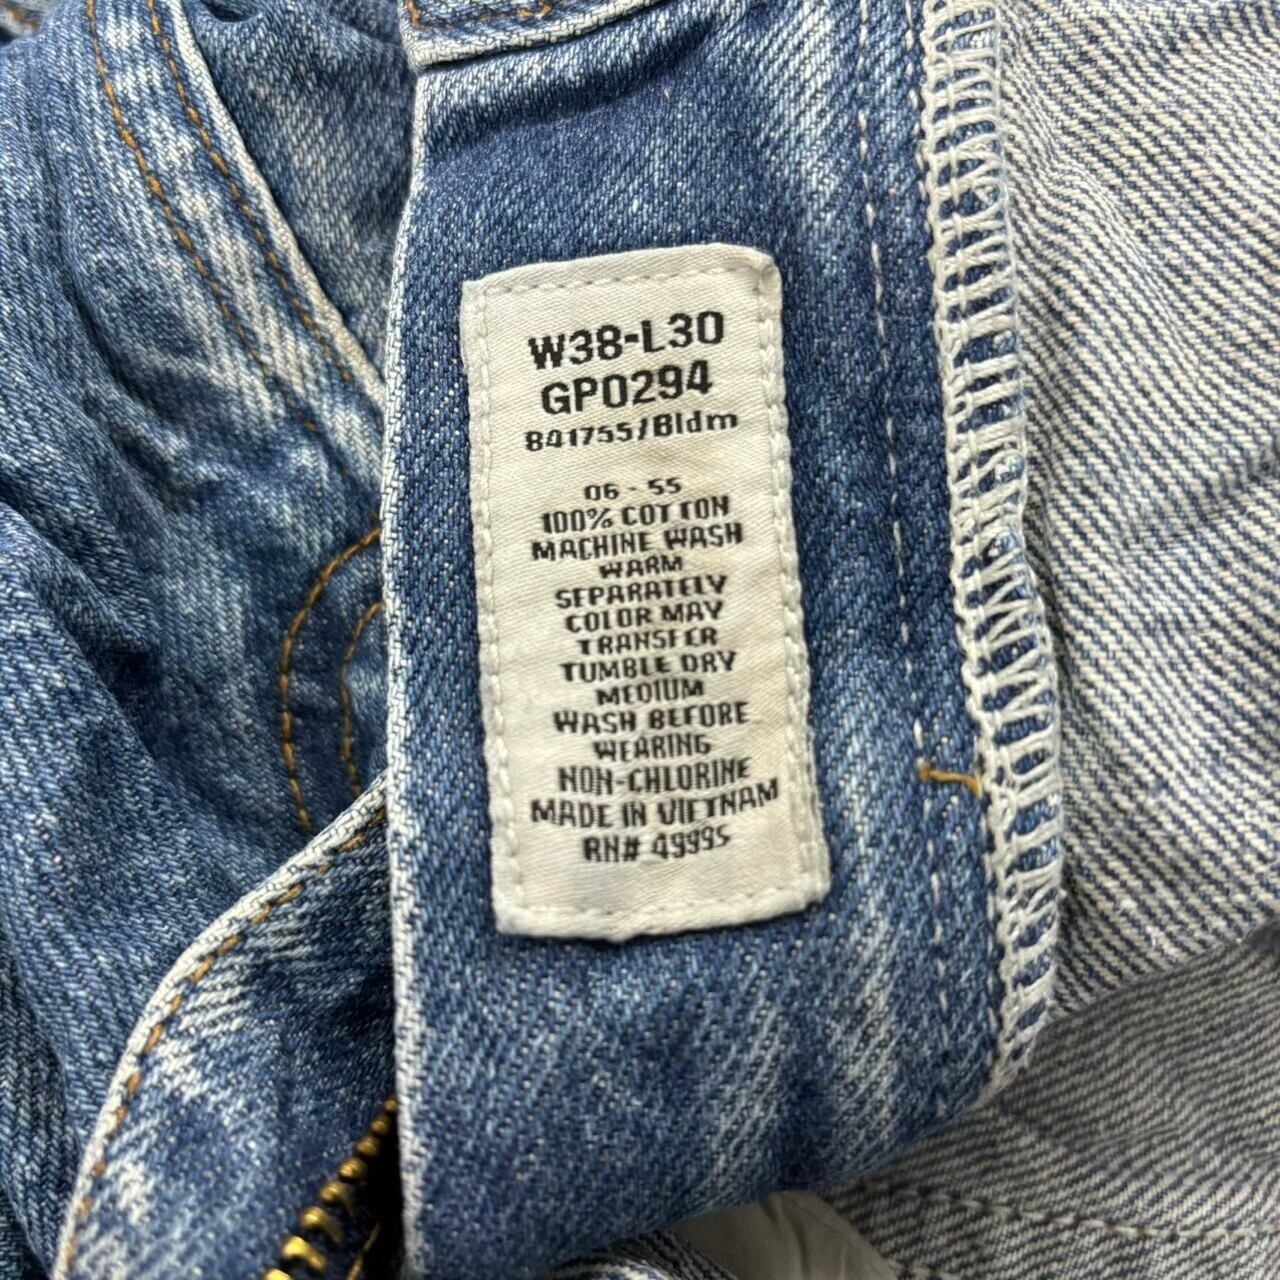 W38-L30
GP0294
841755/Bldm
06 - 55
100% COTTON
MACHINE WASH
WARM
SEPARATELY
COLOR MAY
TRANSFER
TUMBLE DRY
MEDIUM
WASH BEFORE
WEARING
NON-CHLORINE
MADE IN VIETNAM
RN# 49995